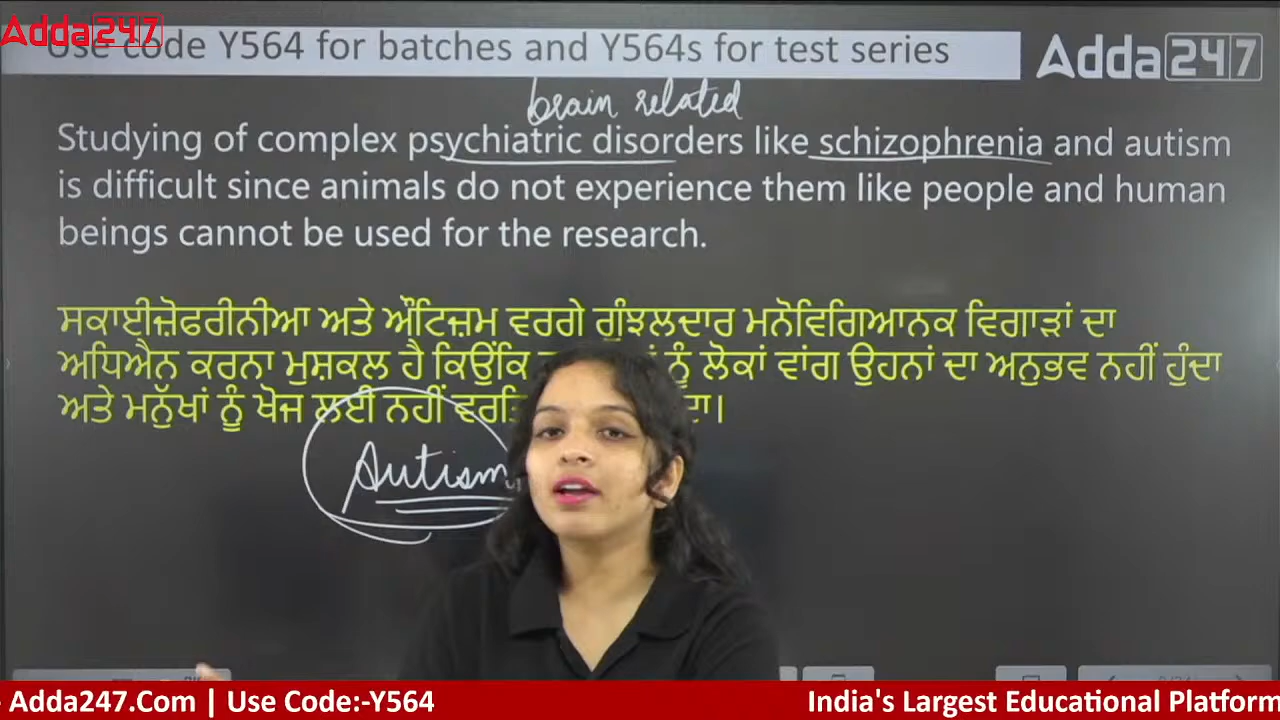 Adda247
Use code Y564 for batches and Y564s for test series
Adda247
brain related
Studying of complex psychiatric disorders like schizophrenia and autism
is difficult since animals do not experience them like people and human
beings cannot be used for the research.
ਸਕਾਈਜ਼ੋਫਰੀਨੀਆ ਅਤੇ ਔਟਿਜ਼ਮ ਵਰਗੇ ਗੁੰਝਲਦਾਰ ਮਨੋਵਿਗਿਆਨਕ ਵਿਗਾੜਾਂ ਦਾ
ਅਧਿਐਨ ਕਰਨਾ ਮੁਸ਼ਕਲ ਹੈ ਕਿਉਂਕਿ ਨੂੰ ਲੋਕਾਂ ਵਾਂਗ ਉਹਨਾਂ ਦਾ ਅਨੁਭਵ ਨਹੀਂ ਹੁੰਦਾ
ਅਤੇ ਮਨੁੱਖਾਂ ਨੂੰ ਖੋਜ ਲਈ ਨਹੀਂ
Autism
Adda247.Com | Use Code:-Y564
India's Largest Educational Platform